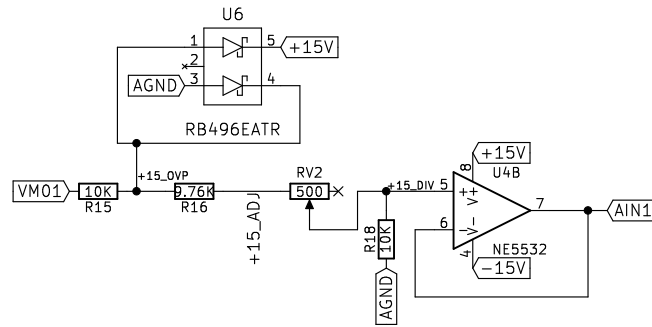 U6
1
5
+15V
2
AGND
3
4
RB496EATR
+15_OVP
VM01
10K
R15
9.76K
R16
+15_ADJ
RV2
500
+15_DIV
R18
10K
AGND
+15V
8
U4B
5
+
V+
7
AIN1
6
-
V-
4
NE5532
-15V